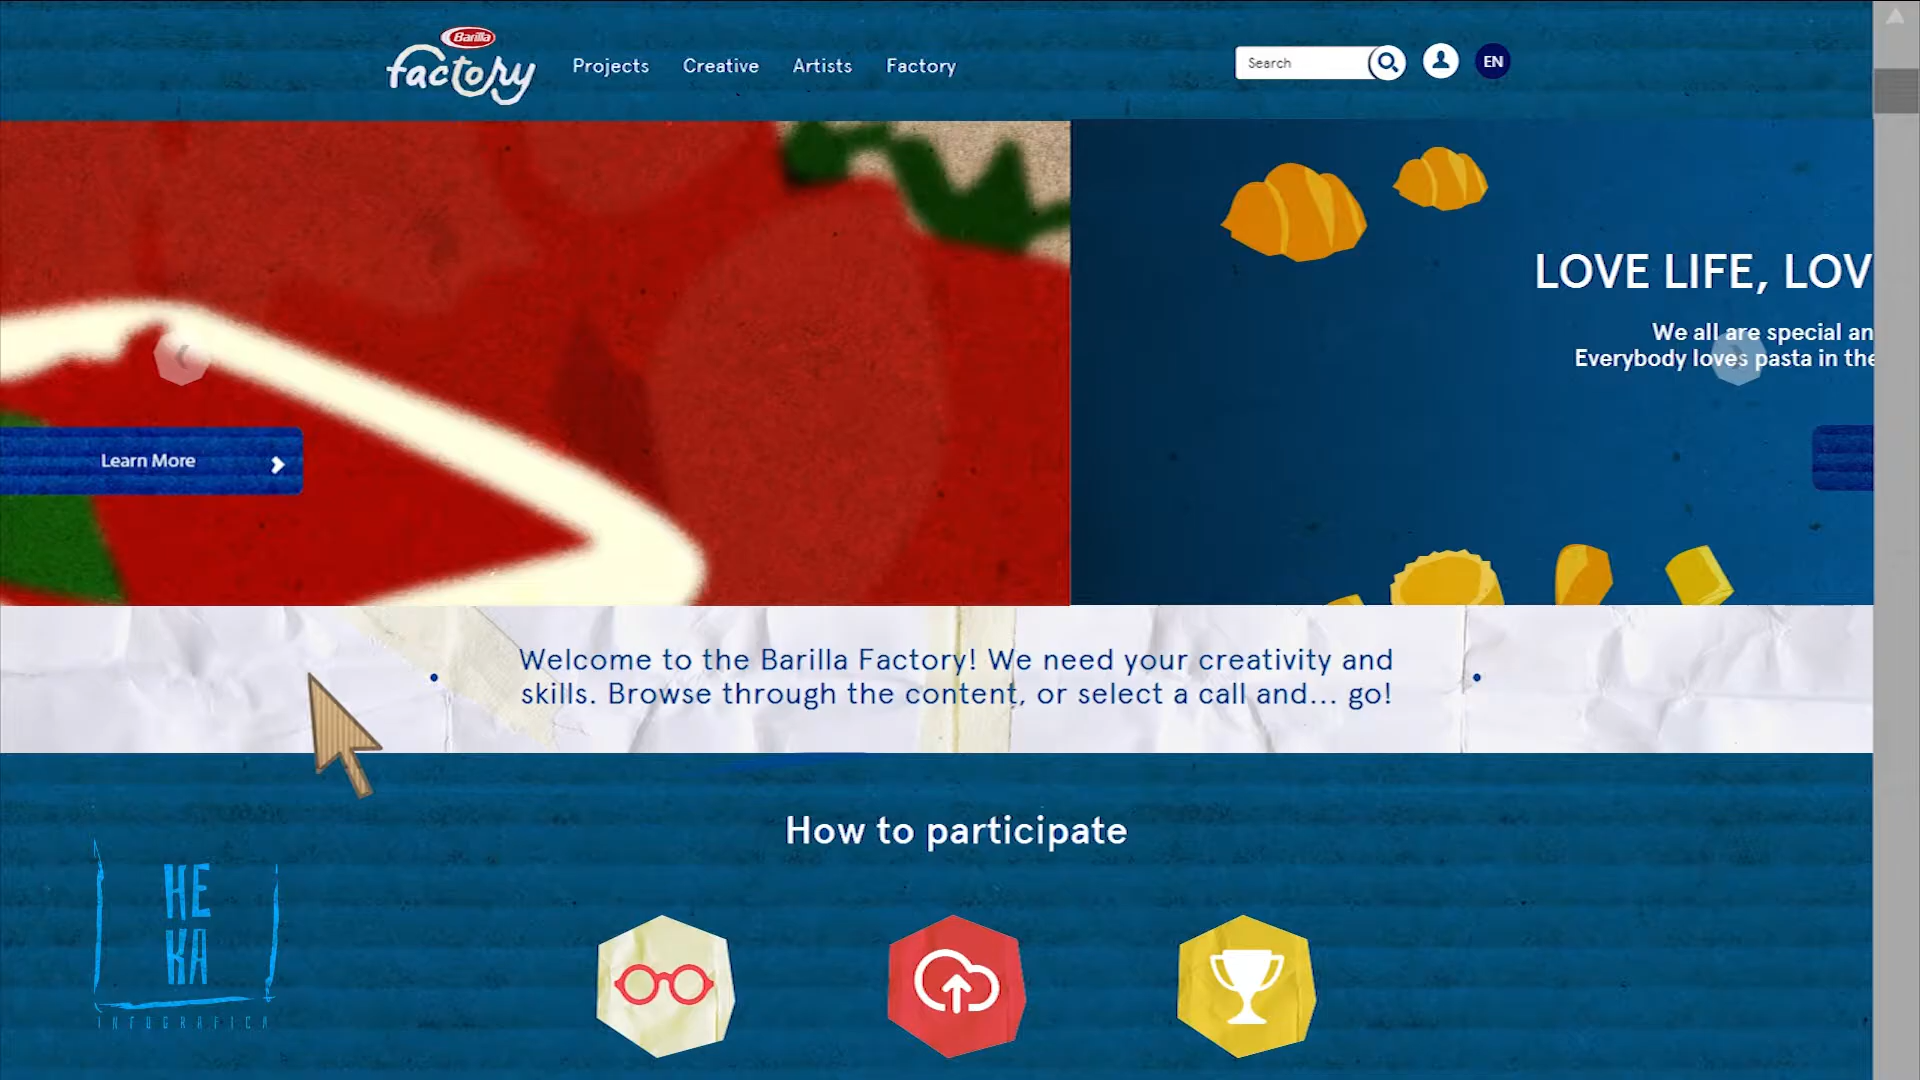 Barilla
factory
Projects
Creative
Artists
Factory
Search
EN
LOVE LIFE, LOV
We all are special an
Everybody loves pasta in the
Learn More
Welcome to the Barilla Factory! We need your creativity and
skills. Browse through the content, or select a call and... go!
How to participate
HE
KA
INFOGRAFICA